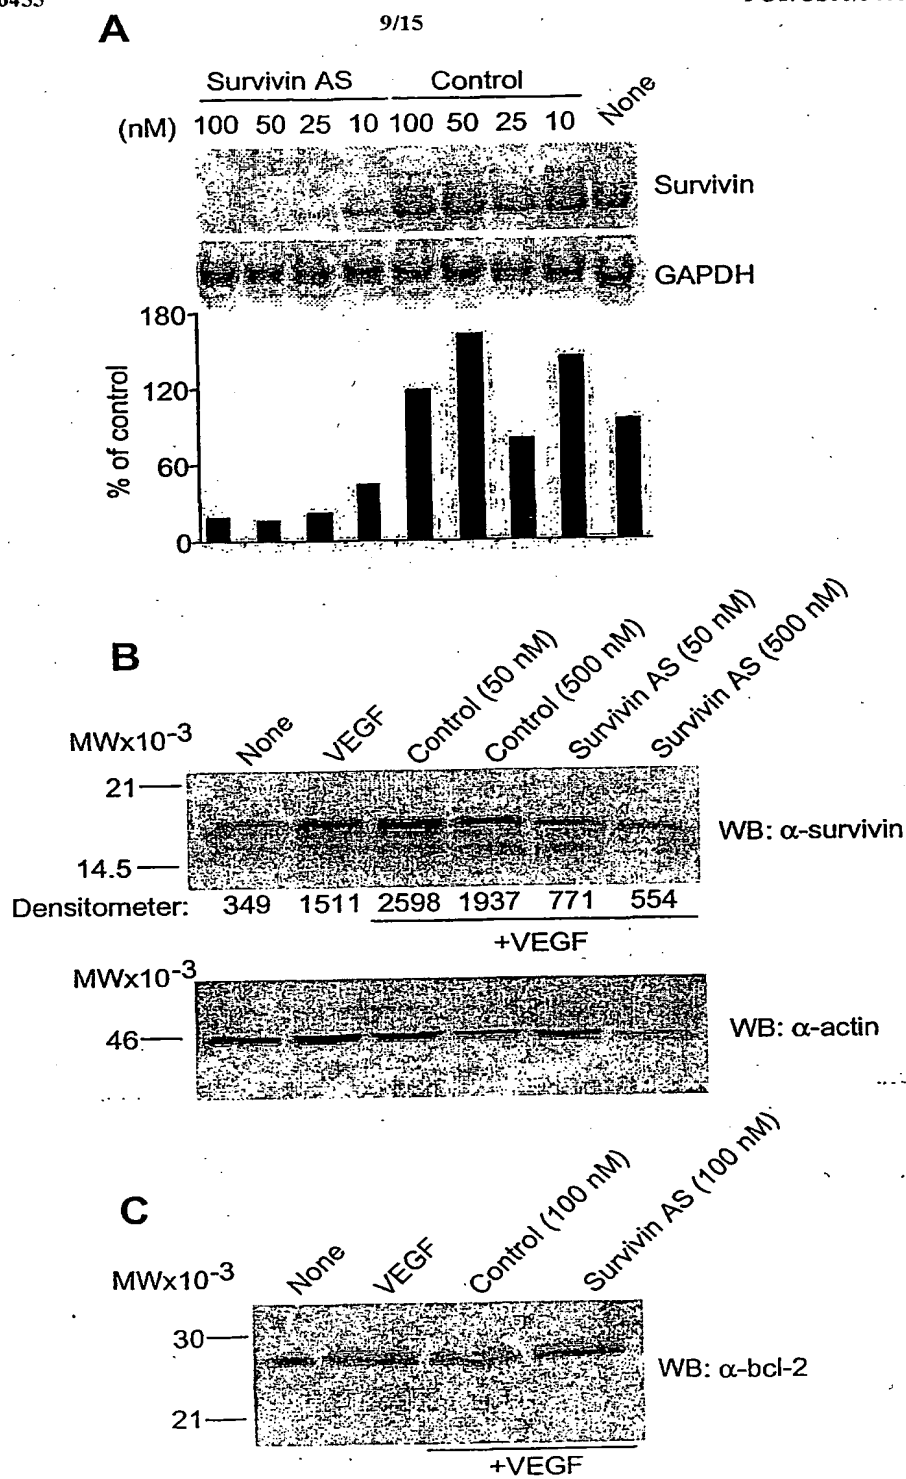 9/15
A
Survivin AS Control None
(nM) 100 50 25 10 100 50 25 10
Survivin
GAPDH
180
120
60
0
% of control
B
MWx10-3 None VEGF Control (50 nM) Control (500 nM) Survivin AS (50 nM) Survivin AS (500 nM)
21
WB: α-survivin
14.5
Densitometer: 349 1511 2598 1937 771 554
+VEGF
MWx10-3
46
WB: α-actin
C
MWx10-3 None VEGF Control (100 nM) Survivin AS (100 nM)
30
WB: α-bcl-2
21
+VEGF